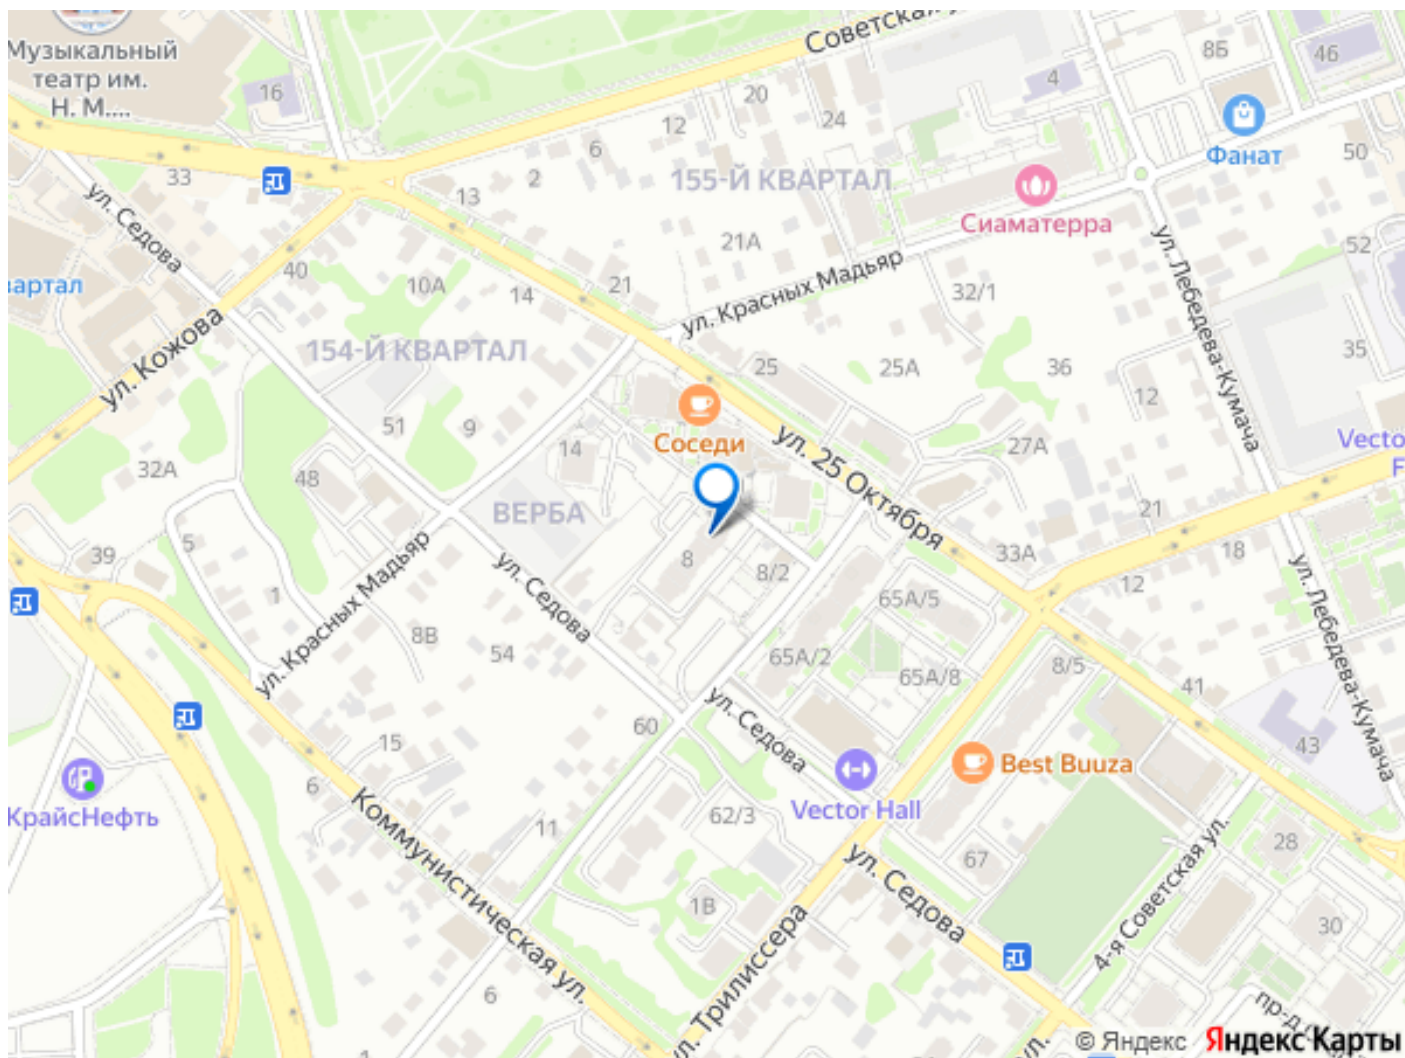 Музыкальный
театр им.
Н. М....
16
Советская
8Б
46
4
20
24
12
6
2
Фанат
50
33
13
155-Й КВАРТАЛ
Сиаматерра
ул. Седова
21А
52
вартал
40
10А
14
21
ул. Красных Мадьяр
32/1
ул. Лебедева-Кумача
ул. Кожова
154-Й КВАРТАЛ
25
25А
36
35
12
51
9
Соседи
14
ул. 25 Октября
27А
Vecto
F
32А
48
ВЕРБА
21
39
5
ул. Красных Мадьяр
ул. Седова
8
8/2
33А
18
12
ул. Лебедева-Кумача
1
65А/5
8В
54
65А/2
65А/8
8/5
41
60
ул. Седова
43
15
6
Best Buuza
КрайсНефть
Vector Hall
62/3
Коммунистическая ул.
11
67
28
ул. Седова
4-я Советская ул.
1В
30
ул. Трилиссера
6
пр-д
1
© Яндекс Яндекс Карты